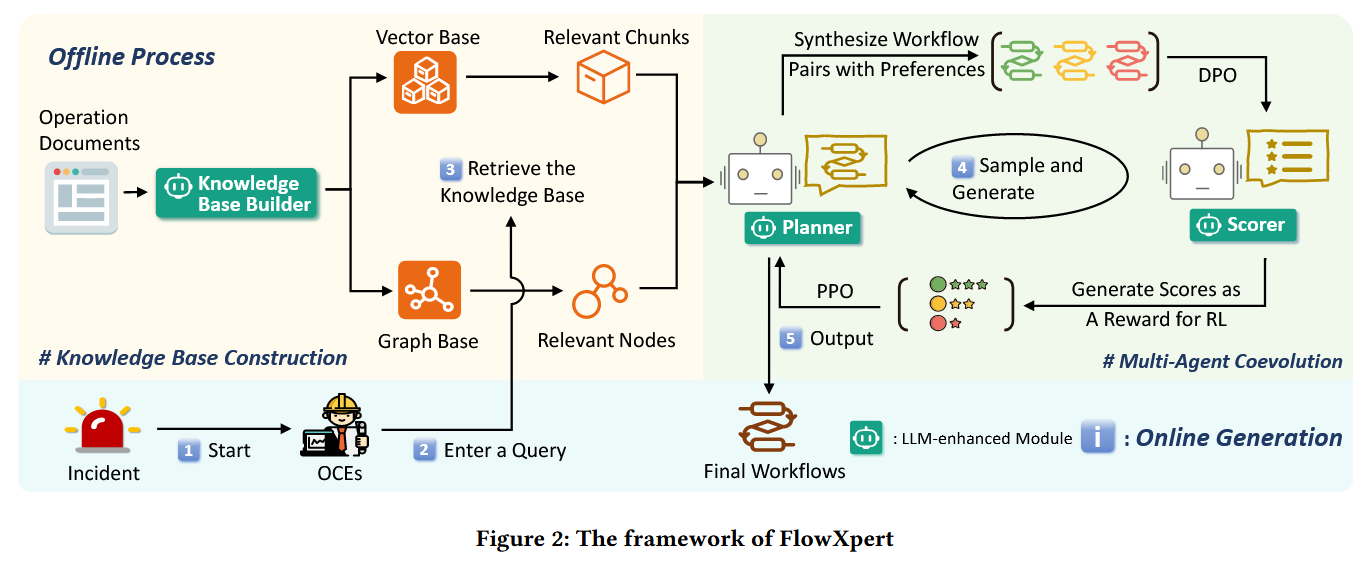 Offline Process
Vector Base
Relevant Chunks
Operation
Documents
Knowledge
Base Builder
3 Retrieve the
Knowledge Base
Graph Base
Relevant Nodes
# Knowledge Base Construction
Synthesize Workflow
Pairs with Preferences
DPO
4 Sample and
Generate
Planner
Scorer
PPO
Generate Scores as
A Reward for RL
5 Output
# Multi-Agent Coevolution
Incident
1 Start
OCEs
2 Enter a Query
Final Workflows
: LLM-enhanced Module
i : Online Generation
Figure 2: The framework of FlowXpert